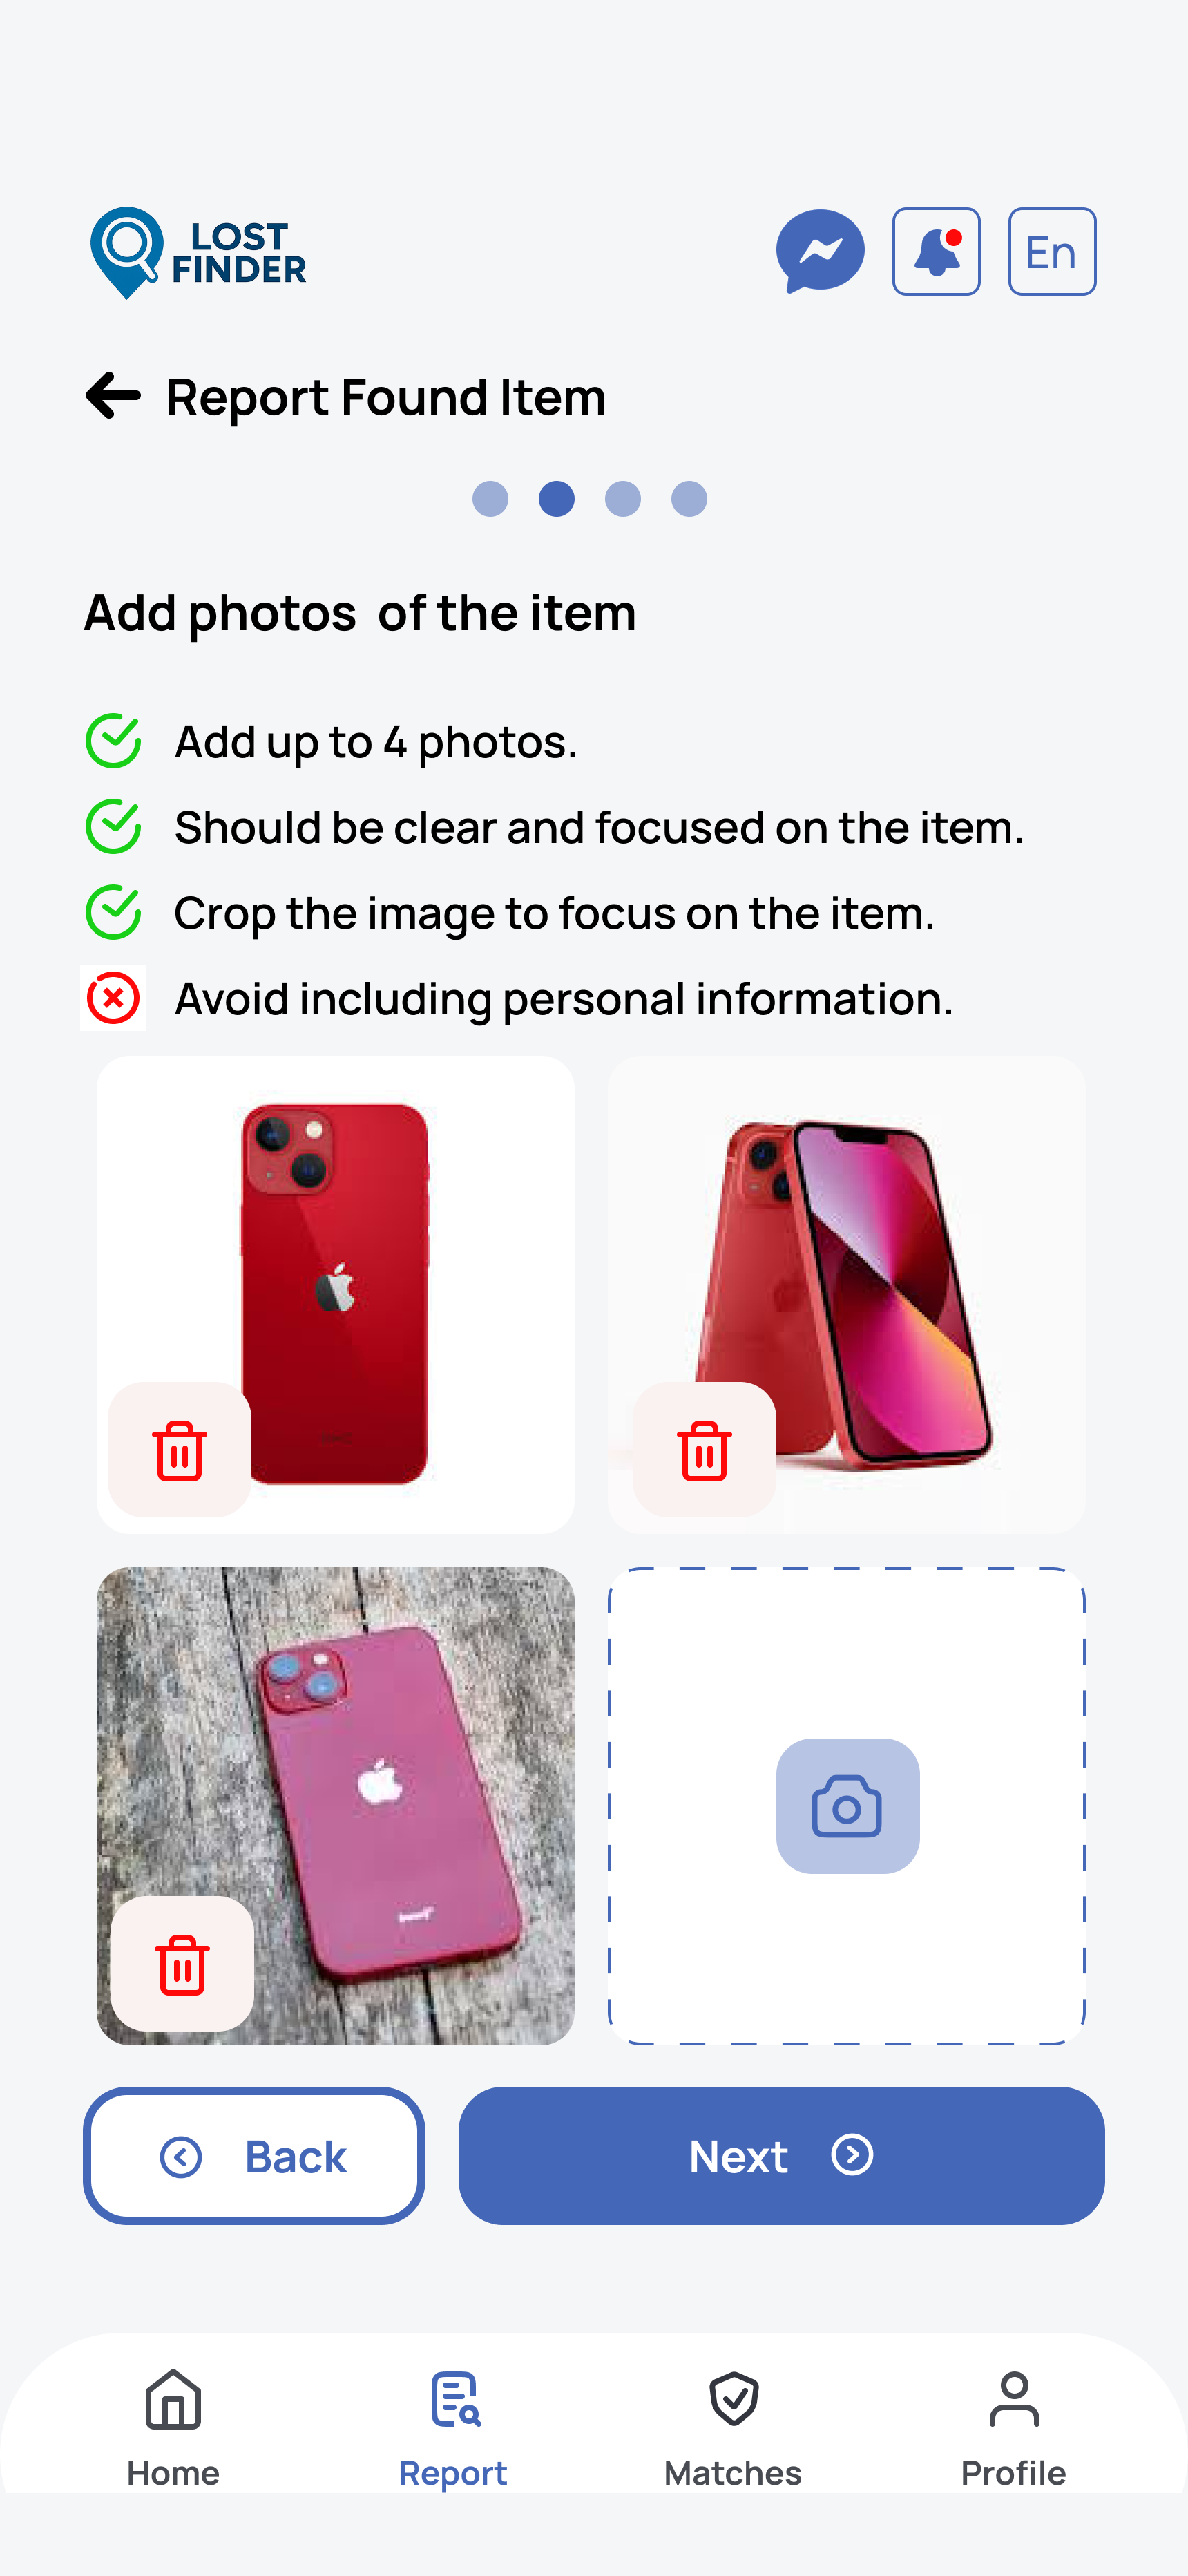 LOST
FINDER
En
Report Found Item
Add photos of the item
Add up to 4 photos.
Should be clear and focused on the item.
Crop the image to focus on the item.
Avoid including personal information.
Back
Next
Home
Report
Matches
Profile